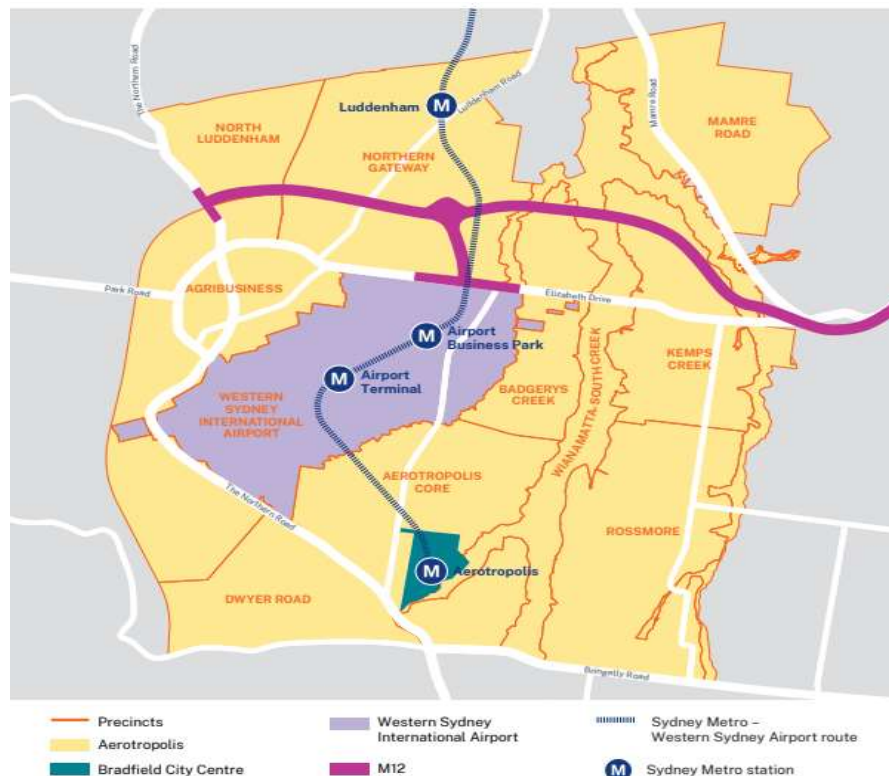 The Northern Road
Luddenham
M
Luddenham Road
Mamre Road
MAMRE
ROAD
NORTH
LUDDENHAM
NORTHERN
GATEWAY
Park Road
AGRIBUSINESS
Elizabeth Drive
M
Airport
Business Park
M
Airport
Terminal
KEMPS
CREEK
BADGERYS
CREEK
WIANAMATTA-SOUTH CREEK
WESTERN
SYDNEY
INTERNATIONAL
AIRPORT
AEROTROPOLIS
CORE
The Northern Road
ROSSMORE
M
Aerotropolis
DWYER ROAD
Bringelly Road
Precincts
Aerotropolis
Bradfield City Centre
Western Sydney
International Airport
M12
Sydney Metro –
Western Sydney Airport route
M
Sydney Metro station